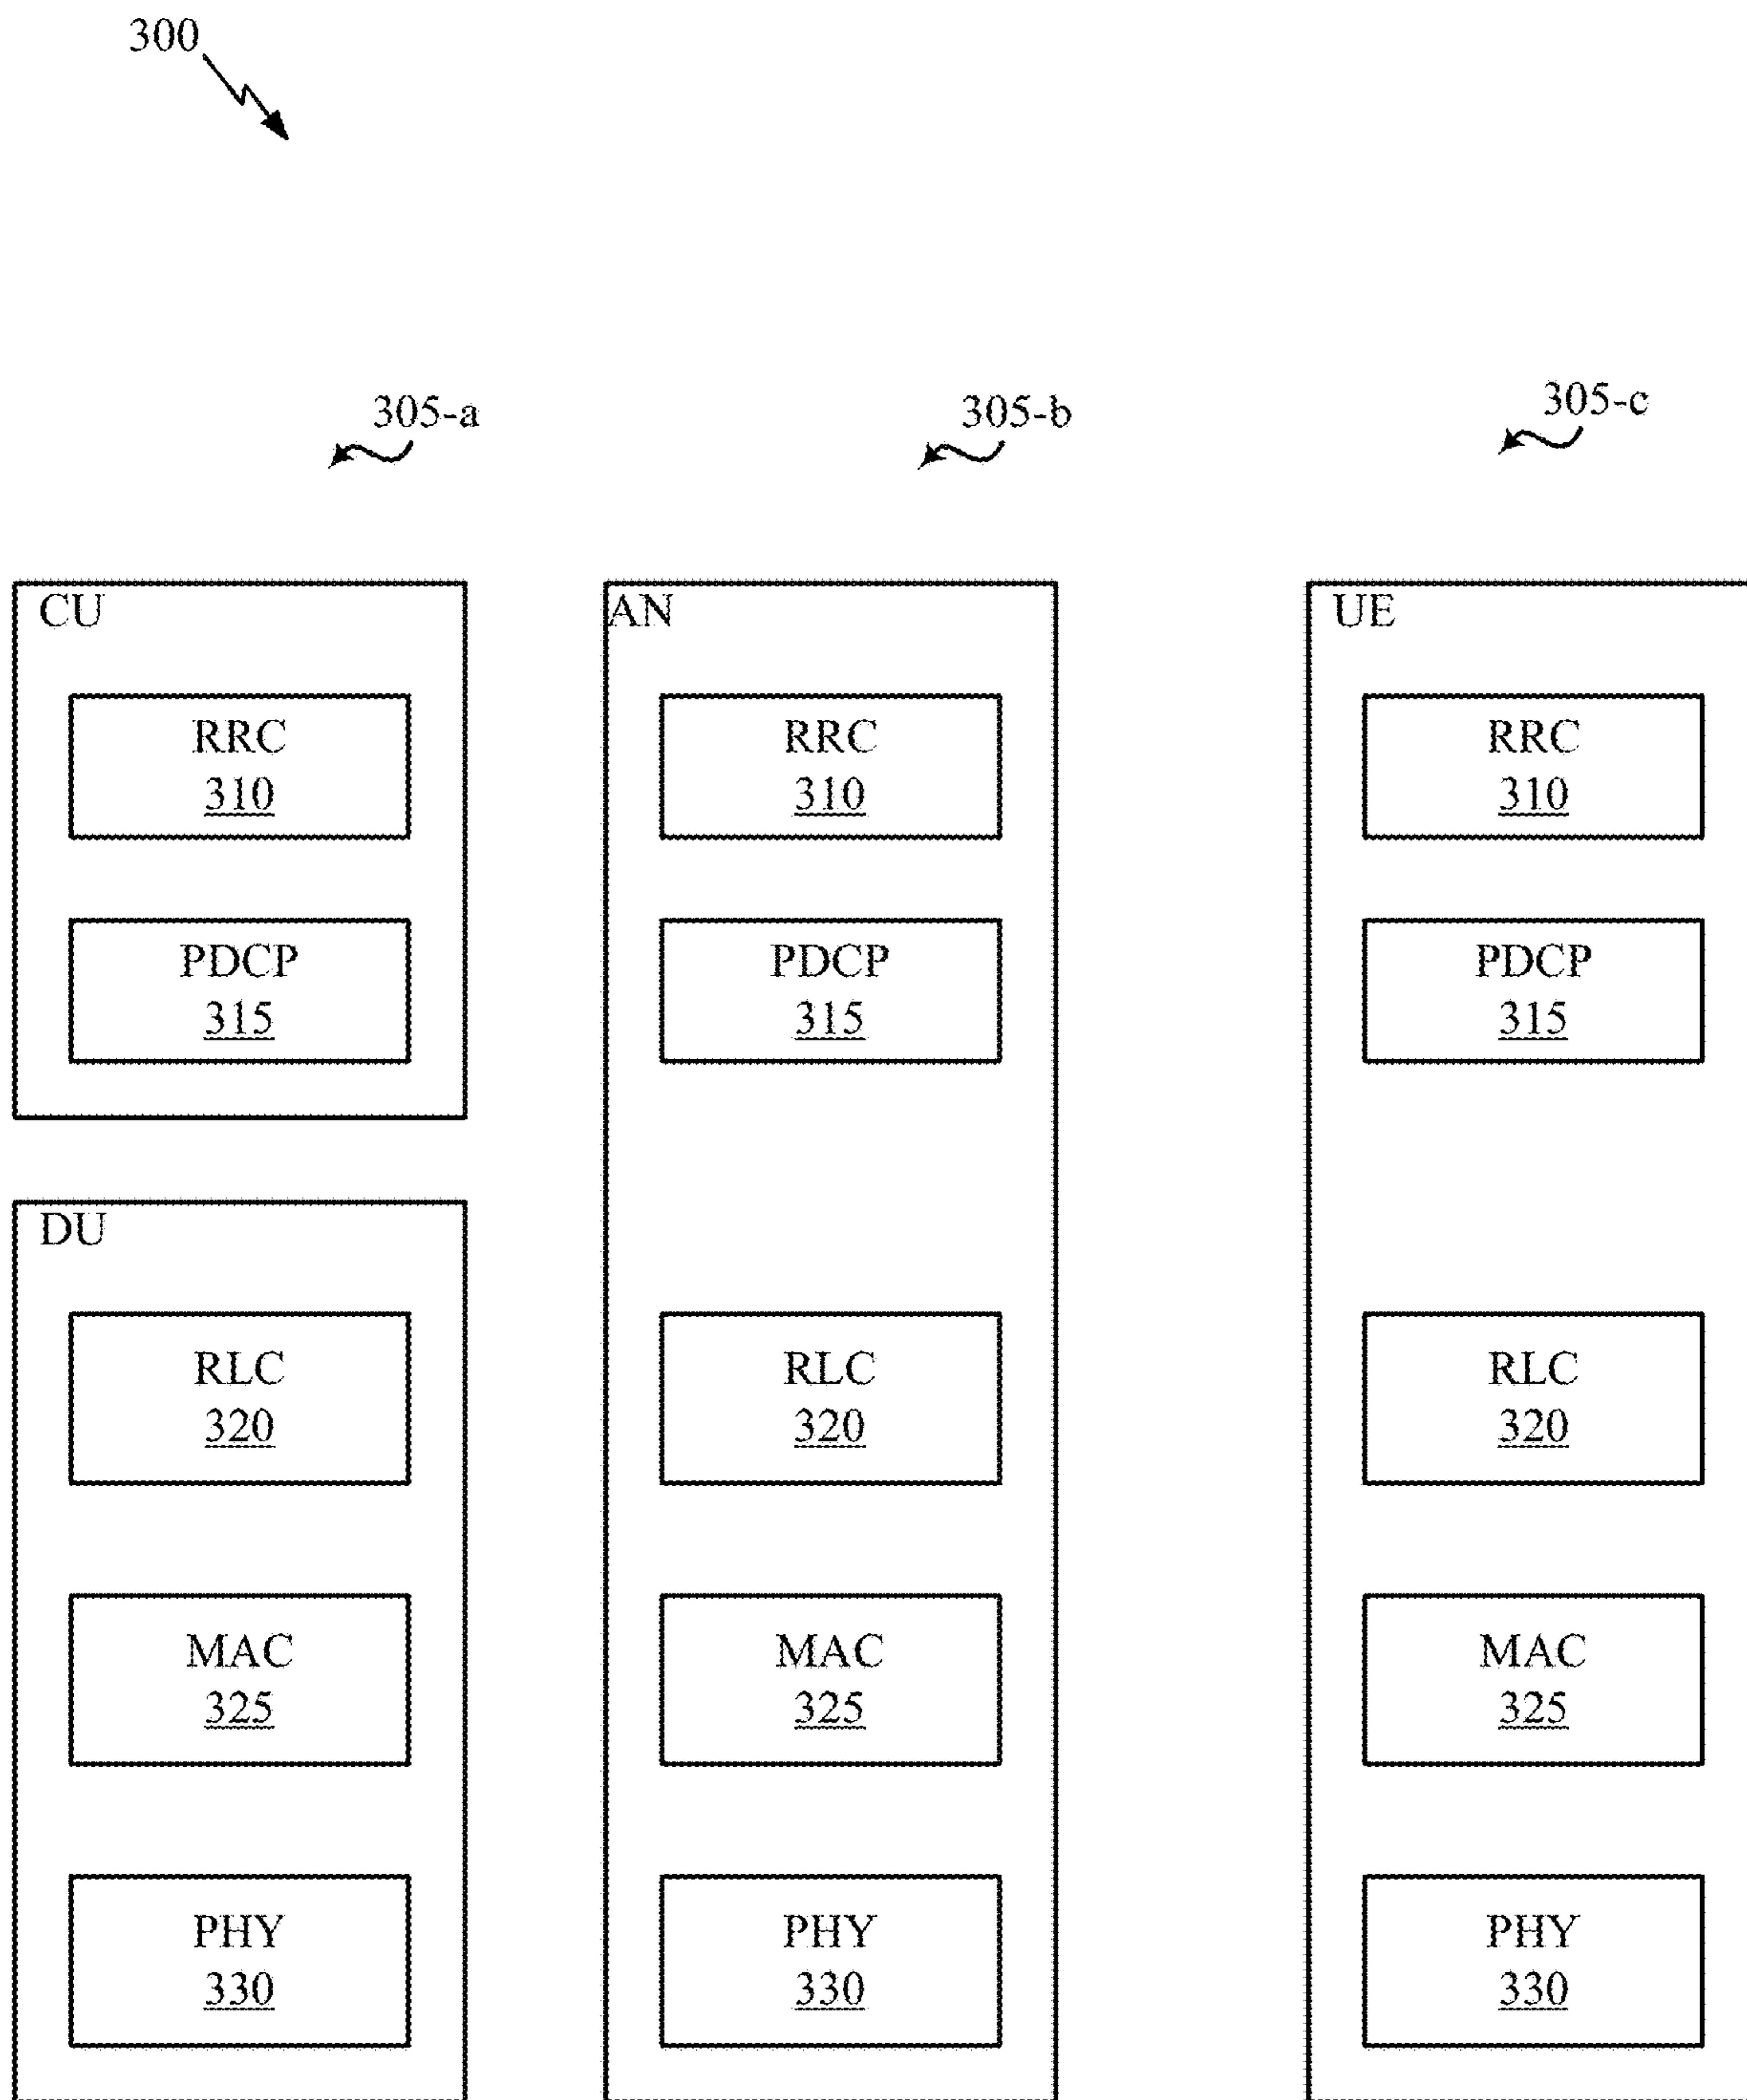 300
305-a
305-b
305-c
CU
RRC
310
PDCP
315
DU
RLC
320
MAC
325
PHY
330
AN
RRC
310
PDCP
315
RLC
320
MAC
325
PHY
330
UE
RRC
310
PDCP
315
RLC
320
MAC
325
PHY
330